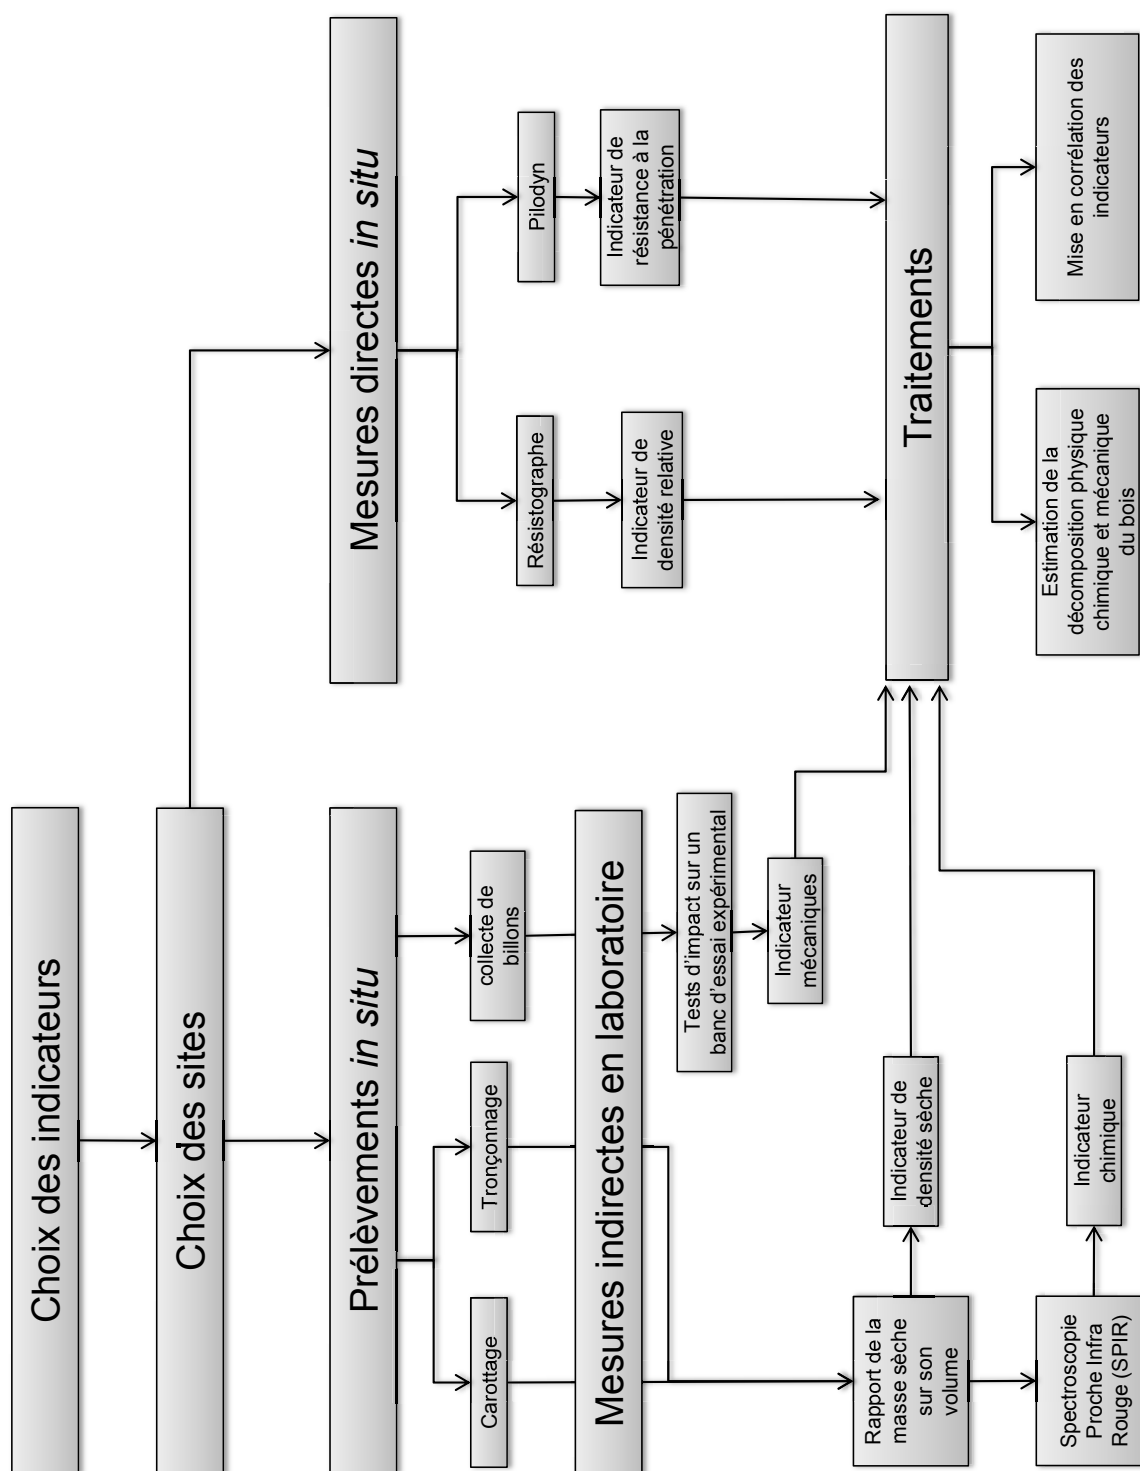 Choix des indicateurs
Choix des sites
Prélèvements in situ
Mesures directes in situ
Carottage
Tronçonnage
collecte de
billons
Résistographe
Pilodyn
Mesures indirectes en laboratoire
Indicateur de
densité relative
Indicateur de
résistance à la
pénétration
Tests d'impact sur un
banc d'essai expérimental
Indicateur
mécaniques
Rapport de la
masse sèche
sur son
volume
Indicateur de
densité sèche
Traitements
Spectroscopie
Proche Infra
Rouge (SPIR)
Indicateur
chimique
Estimation de la
décomposition physique
chimique et mécanique
du bois
Mise en corrélation des
indicateurs